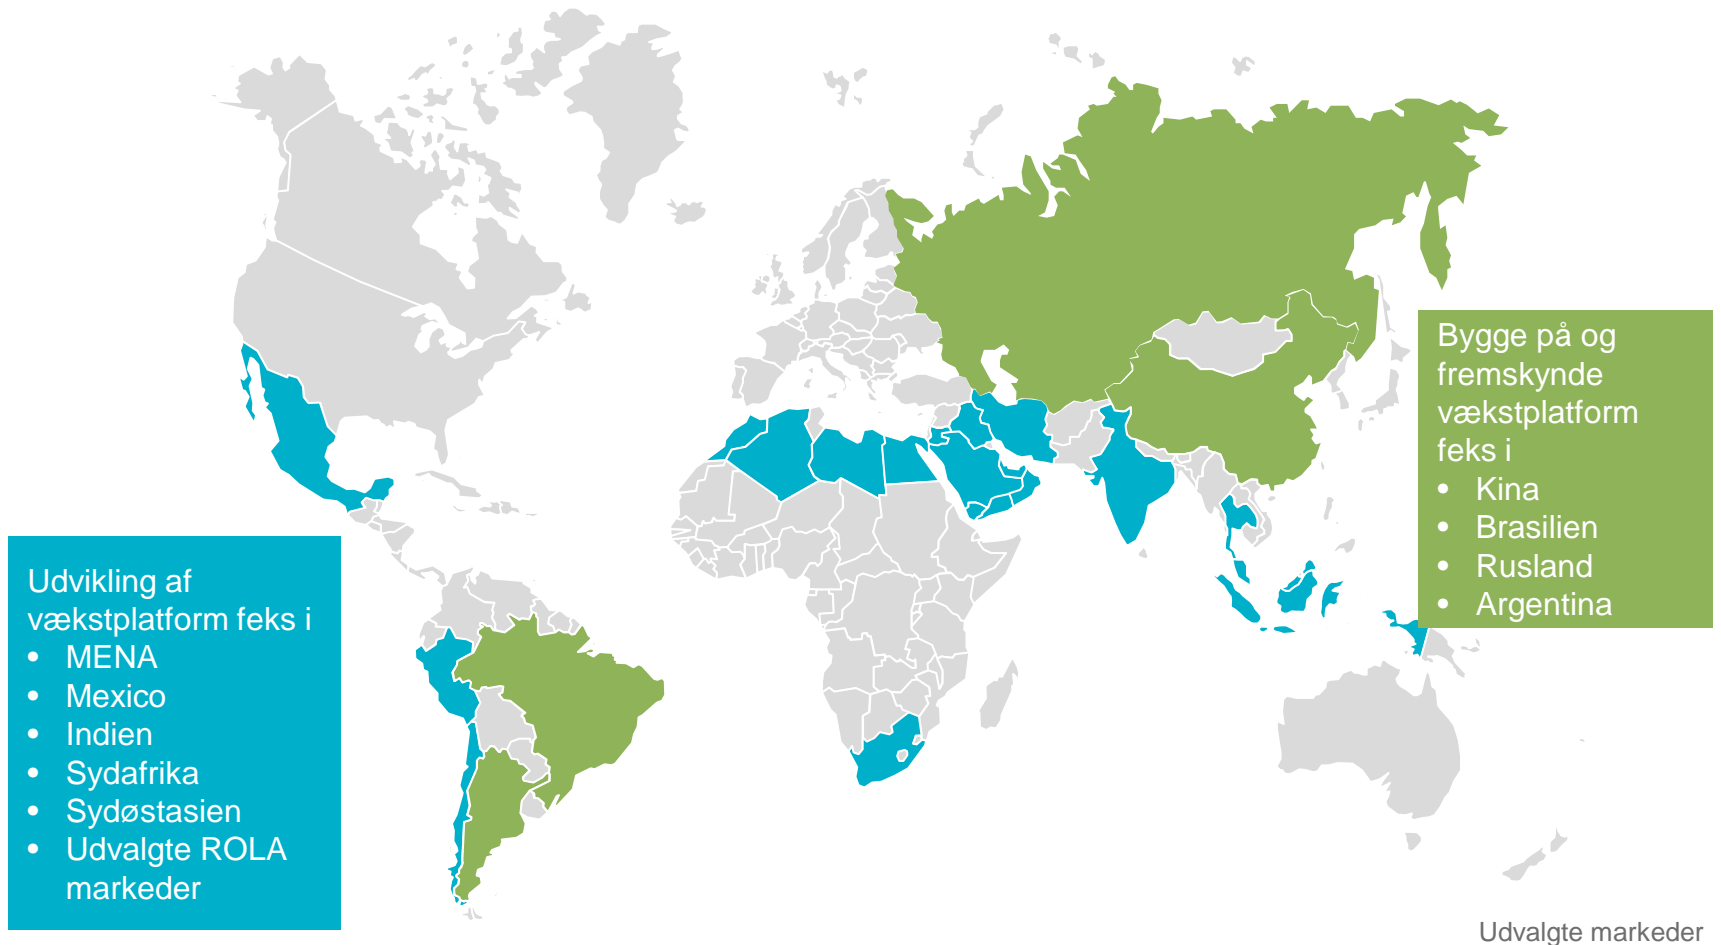 Bygge på og
fremskynde
vækstplatform
feks i
• Kina
• Brasilien
• Rusland
• Argentina
Udvikling af
vækstplatform feks i
• MENA
• Mexico
• Indien
• Sydafrika
• Sydøstasien
• Udvalgte ROLA
markeder
Udvalgte markeder